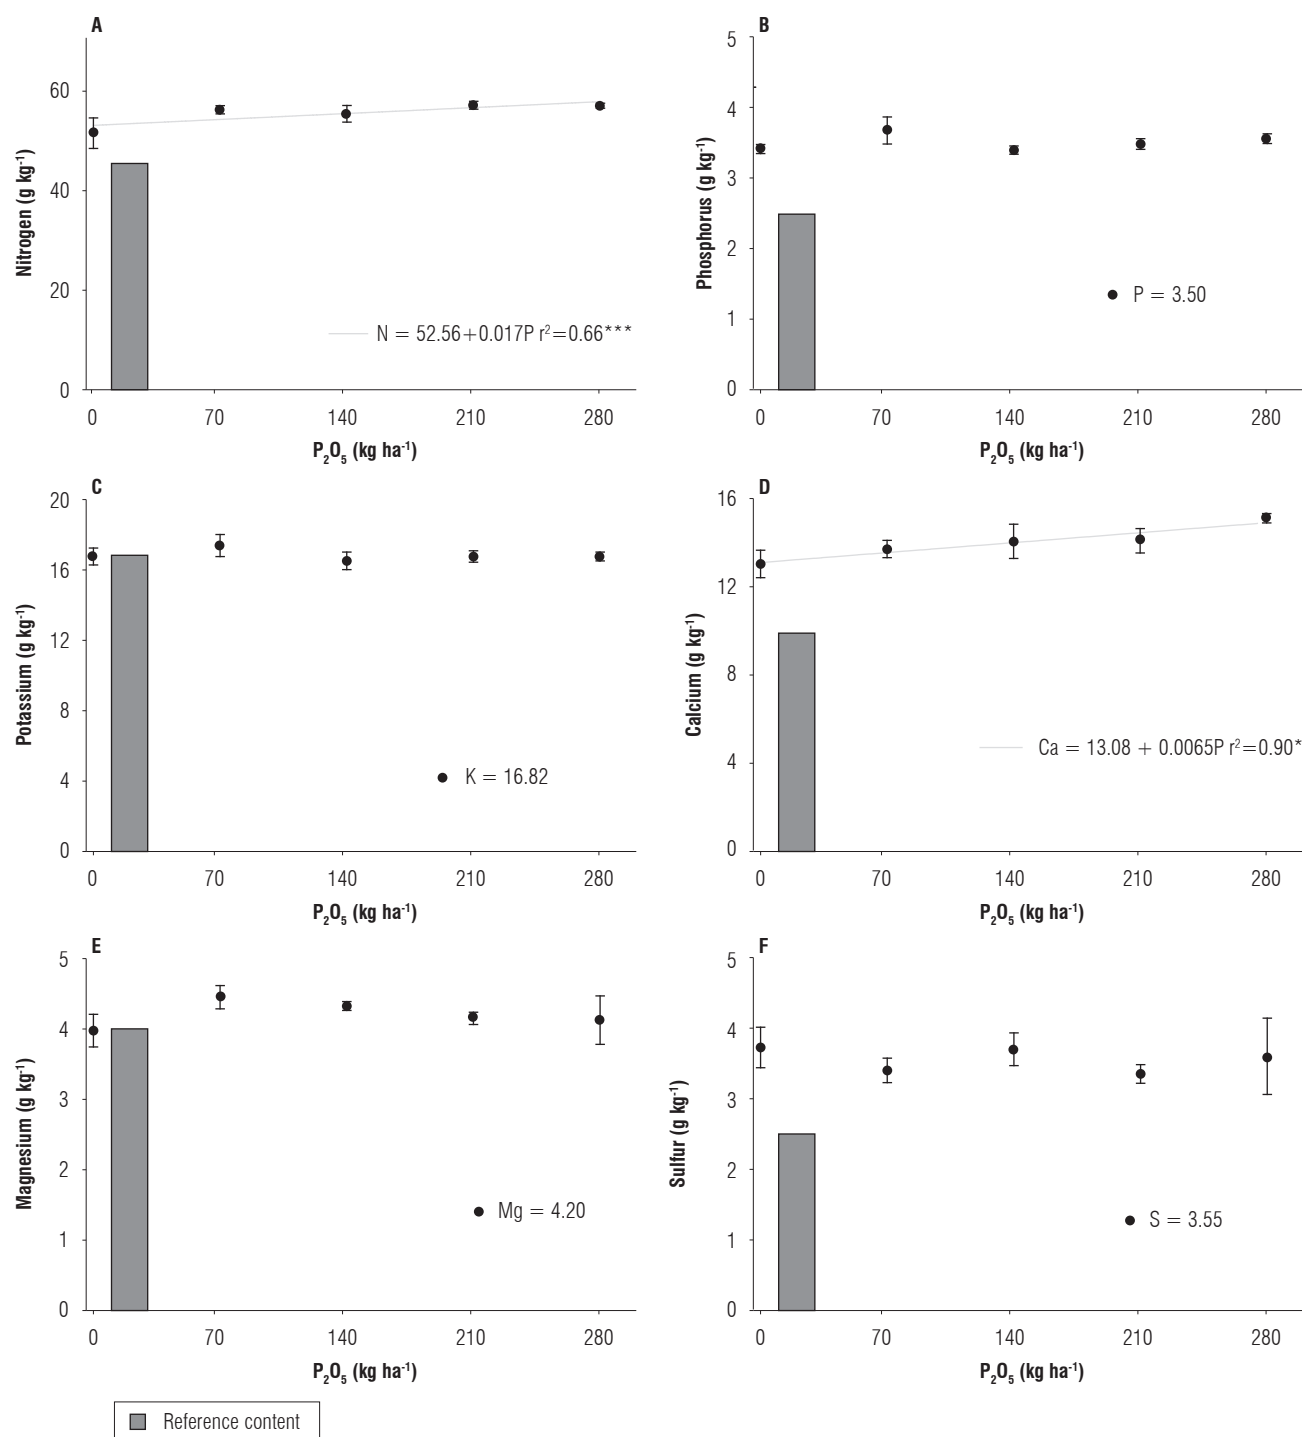 A
Nitrogen (g kg-1)
60
40
20
0
N = 52.56+0.017P r2=0.66***
0 70 140 210 280
P2O5 (kg ha-1)
B
Phosphorus (g kg-1)
5
4
3
2
1
0
P = 3.50
0 70 140 210 280
P2O5 (kg ha-1)
C
Potassium (g kg-1)
20
16
12
8
4
0
K = 16.82
0 70 140 210 280
P2O5 (kg ha-1)
D
Calcium (g kg-1)
16
12
8
4
0
Ca = 13.08 + 0.0065P r2=0.90*
0 70 140 210 280
P2O5 (kg ha-1)
E
Magnesium (g kg-1)
5
4
3
2
1
0
Mg = 4.20
0 70 140 210 280
P2O5 (kg ha-1)
F
Sulfur (g kg-1)
5
4
3
2
1
0
S = 3.55
0 70 140 210 280
P2O5 (kg ha-1)
Reference content